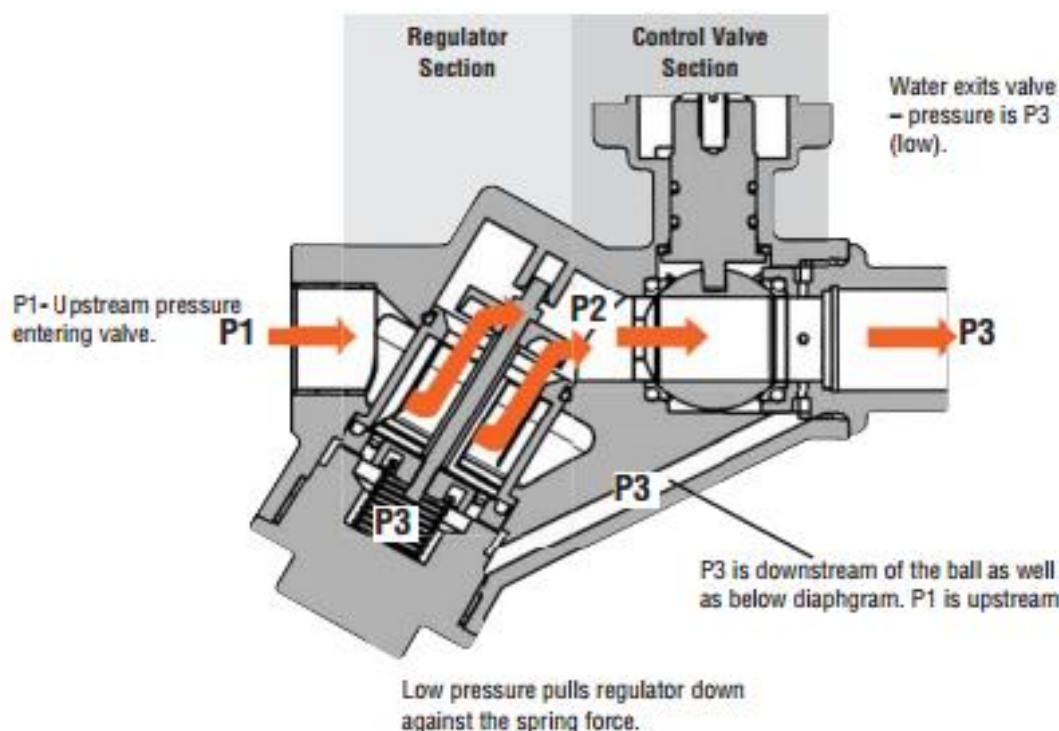 Regulator
Section
Control Valve
Section
Water exits valve
– pressure is P3
(low).
P1- Upstream pressure
entering valve.
P1
P2
P3
P3
P3
P3 is downstream of the ball as well
as below diaphgram. P1 is upstream
Low pressure pulls regulator down
against the spring force.